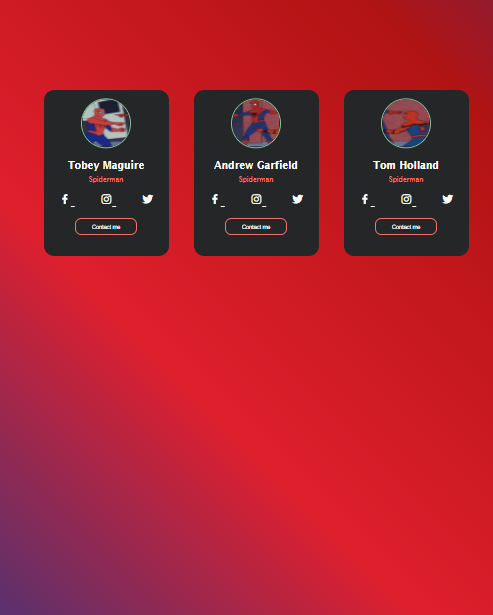 Tobey Maguire
Spiderman
Contact me
Andrew Garfield
Spiderman
Contact me
Tom Holland
Spiderman
Contact me